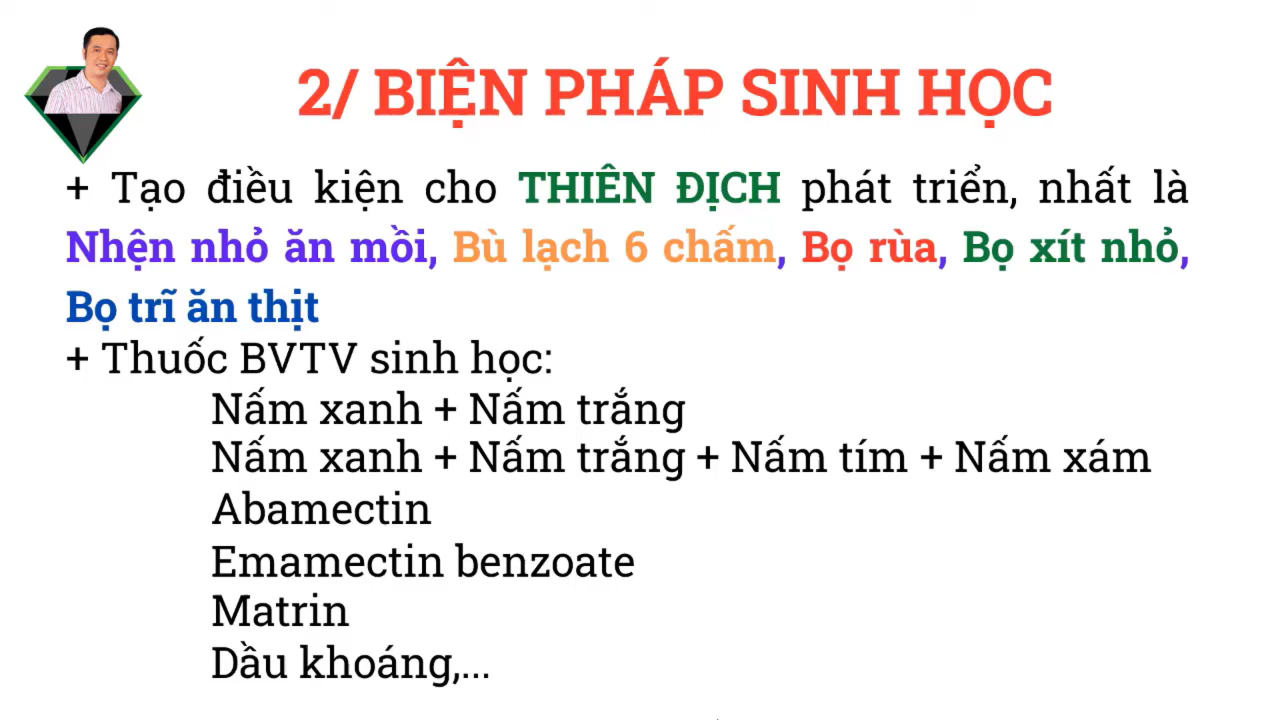 2/ BIỆN PHÁP SINH HỌC
+ Tạo điều kiện cho THIÊN ĐỊCH phát triển, nhất là
Nhện nhỏ ăn mồi, Bù lạch 6 chấm, Bọ rùa, Bọ xít nhỏ,
Bọ trĩ ăn thịt
+ Thuốc BVTV sinh học:
Nấm xanh + Nấm trắng
Nấm xanh + Nấm trắng + Nấm tím + Nấm xám
Abamectin
Emamectin benzoate
Matrin
Dầu khoáng,...